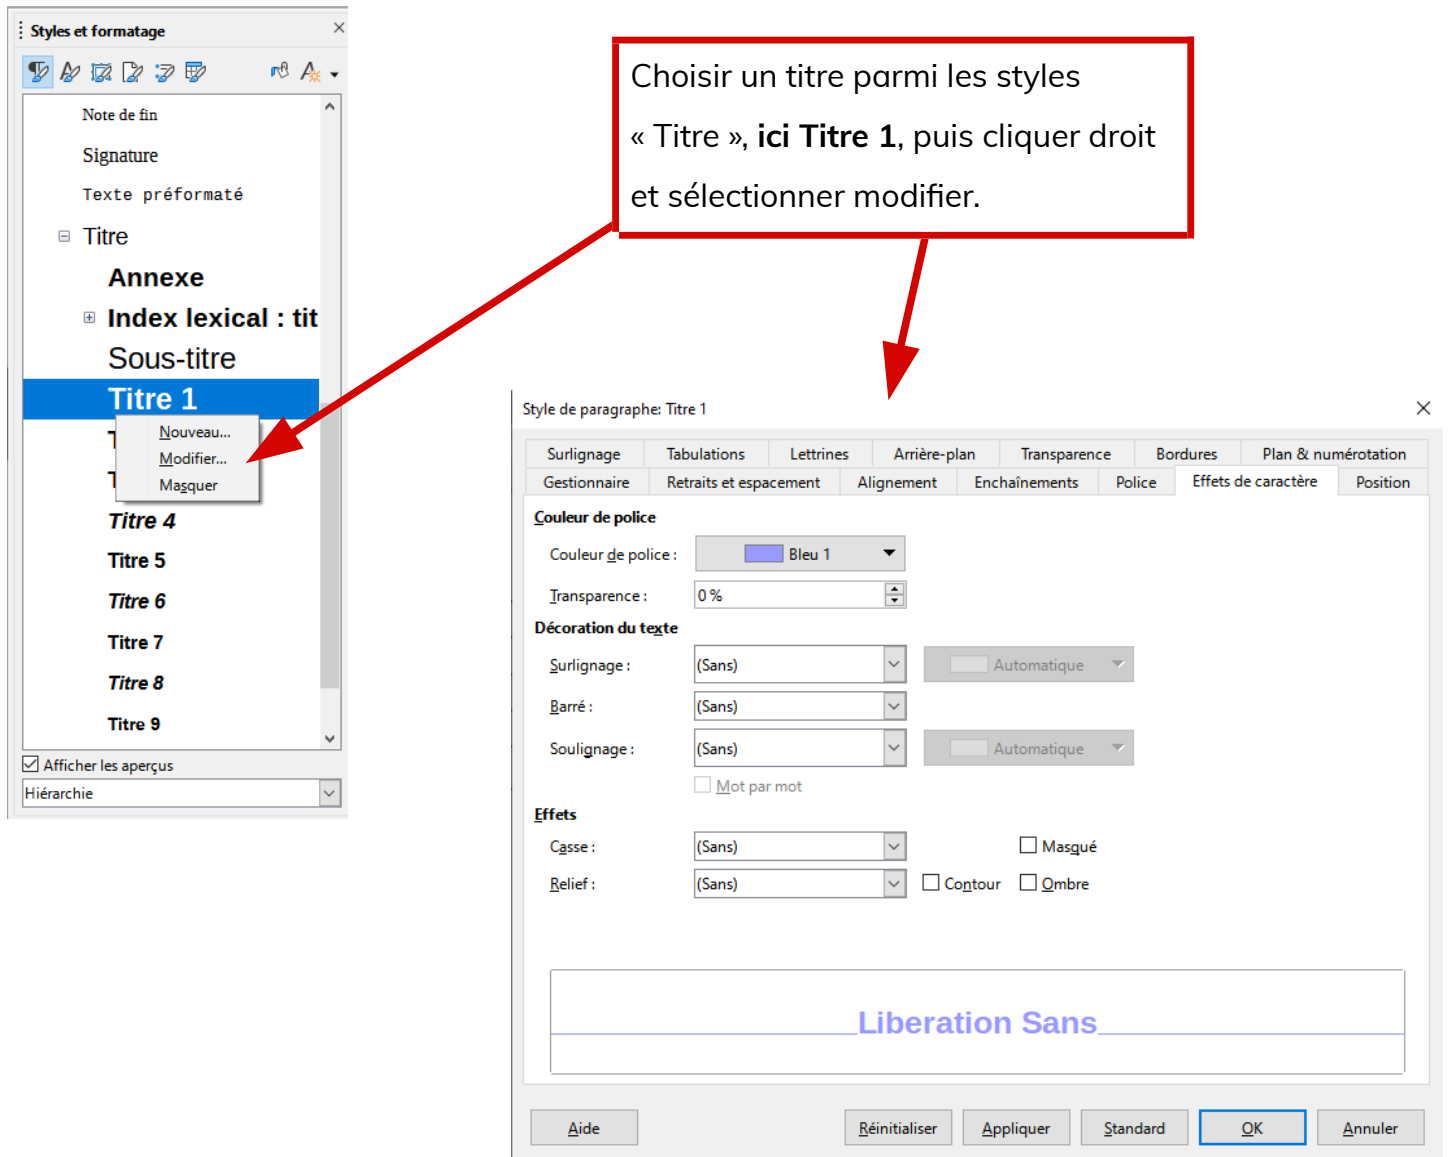 Styles et formatage
Note de fin
Signature
Texte préformaté
Titre
Annexe
Index lexical : tit
Sous-titre
Titre 1
Nouveau...
Modifier...
Masquer
Titre 4
Titre 5
Titre 6
Titre 7
Titre 8
Titre 9
Afficher les aperçus
Hiérarchie
Choisir un titre parmi les styles
« Titre », ici Titre 1, puis cliquer droit
et sélectionner modifier.
Style de paragraphe: Titre 1
Surlignage Tabulations Lettrines Arrière-plan Transparence Bordures Plan & numérotation
Gestionnaire Retraits et espacement Alignement Enchaînements Police Effets de caractère Position
Couleur de police
Couleur de police : Bleu 1
Transparence : 0 %
Décoration du texte
Surlignage : (Sans) Automatique
Barré : (Sans)
Soulignage : (Sans) Automatique
Mot par mot
Effets
Casse : (Sans) Masqué
Relief : (Sans) Contour Ombre
Liberation Sans
Aide Réinitialiser Appliquer Standard OK Annuler